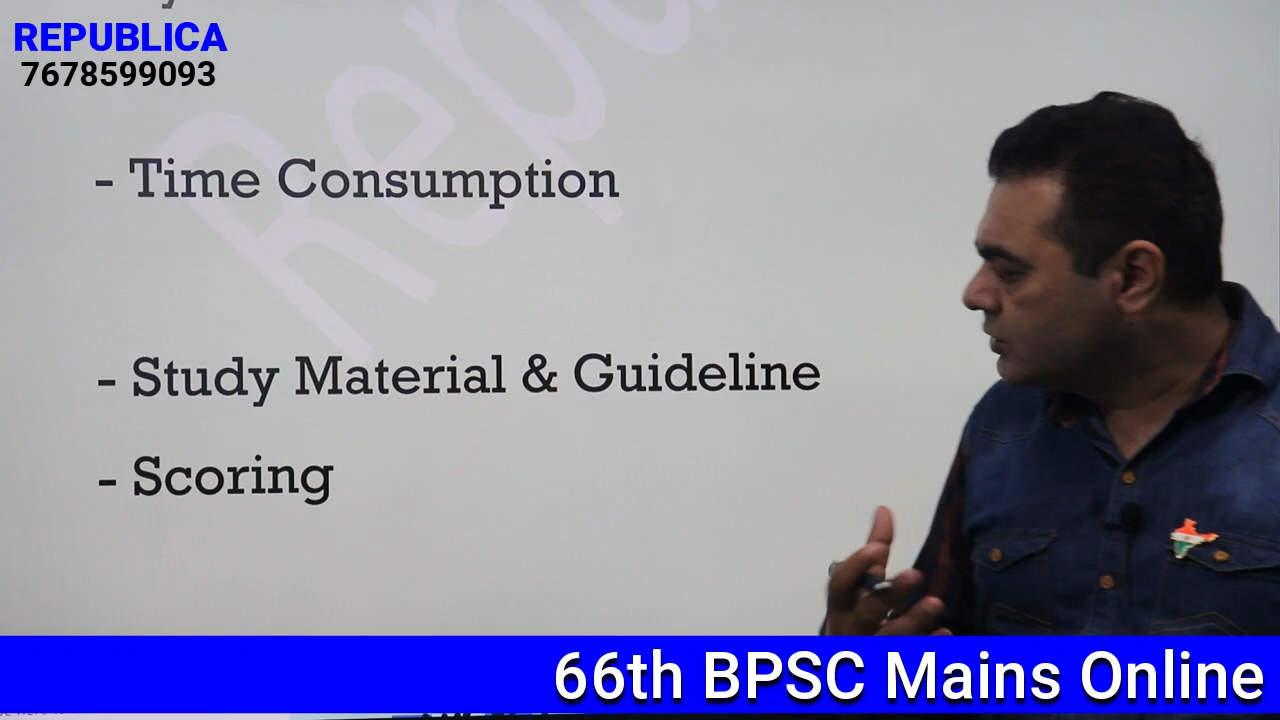 REPUBLICA
7678599093
- Time Consumption
- Study Material & Guideline
- Scoring
66th BPSC Mains Online